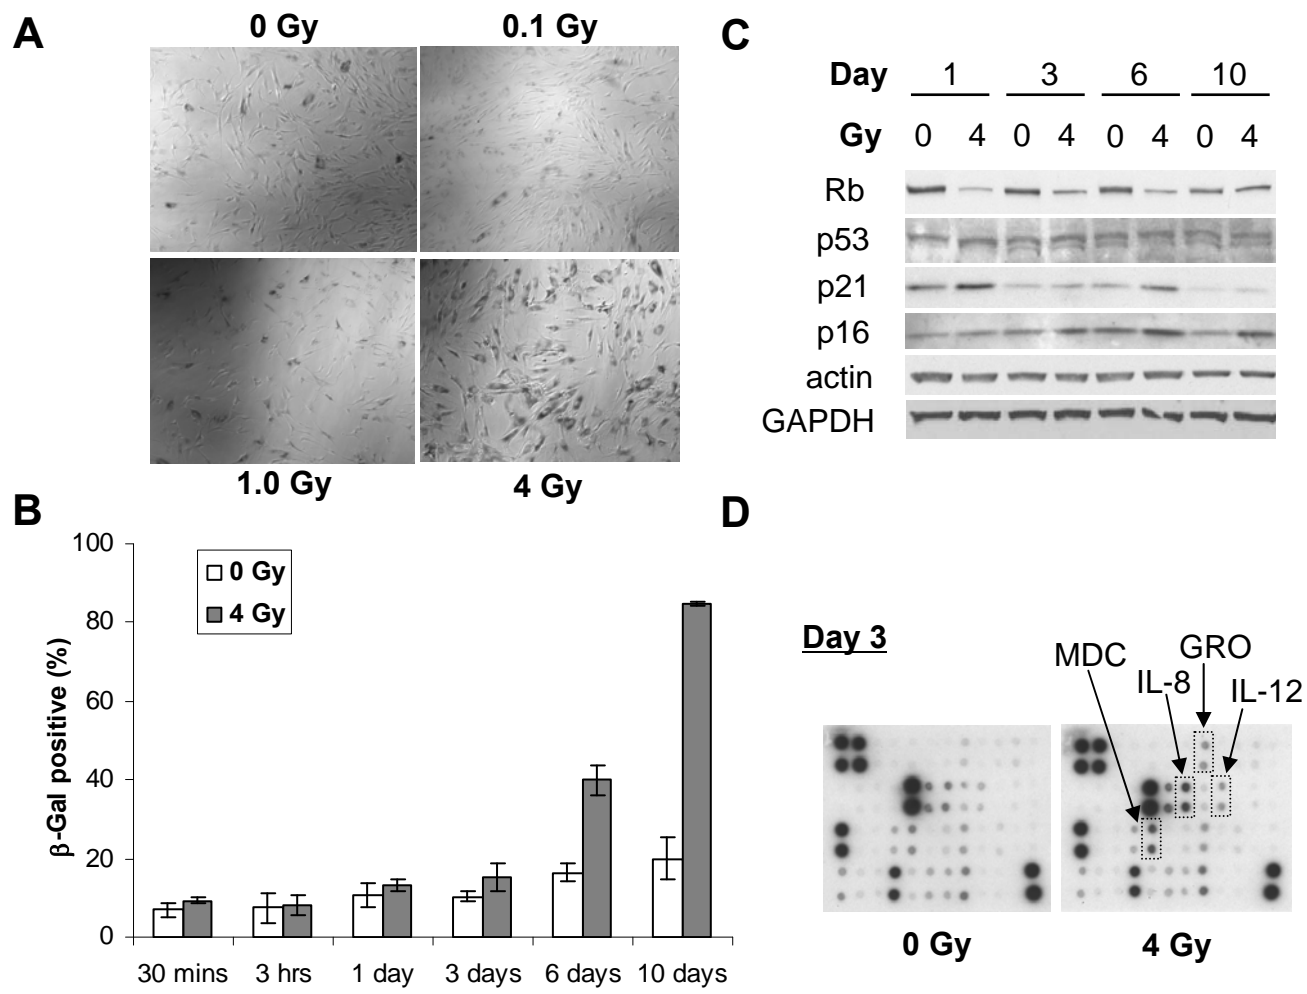 A
0 Gy
0.1 Gy
1.0 Gy
4 Gy
B
β-Gal positive (%)
100
80
60
40
20
0
0 Gy
4 Gy
30 mins
3 hrs
1 day
3 days
6 days
10 days
C
Day 1 3 6 10
Gy 0 4 0 4 0 4 0 4
Rb
p53
p21
p16
actin
GAPDH
D
Day 3
MDC
IL-8
GRO
IL-12
0 Gy
4 Gy